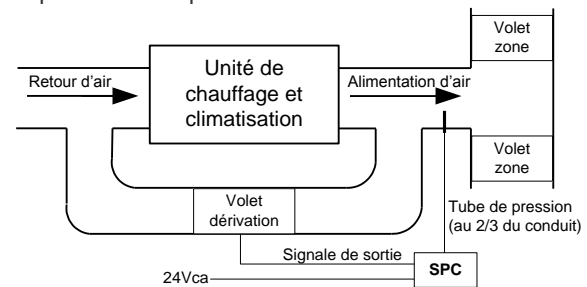 Volet
zone
Unité de
chauffage et
climatisation
Retour d'air
Alimentation d'air
Volet
zone
Volet
dérivation
Tube de pression
(au 2/3 du conduit)
Signale de sortie
SPC
24Vca